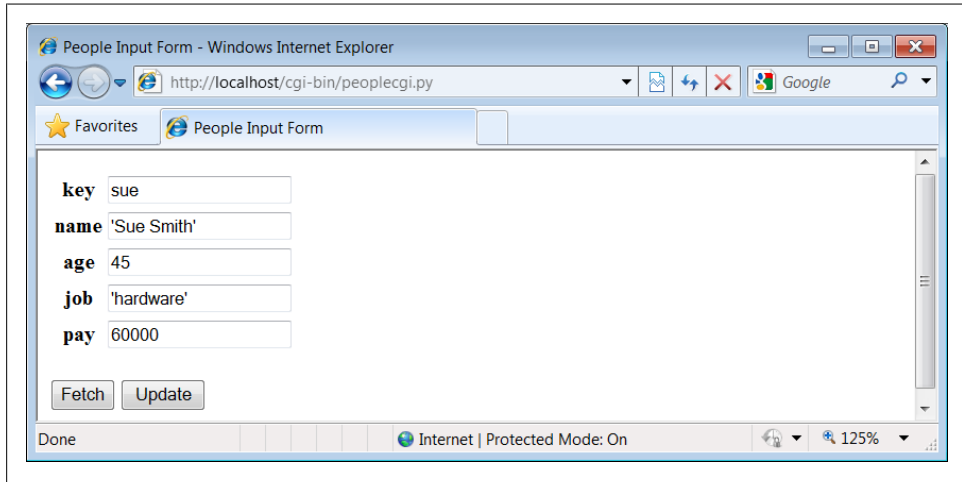 People Input Form - Windows Internet Explorer
http://localhost/cgi-bin/peoplecgi.py
Google
Favorites
People Input Form
key sue
name 'Sue Smith'
age 45
job 'hardware'
pay 60000
Fetch Update
Done
Internet | Protected Mode: On
125%